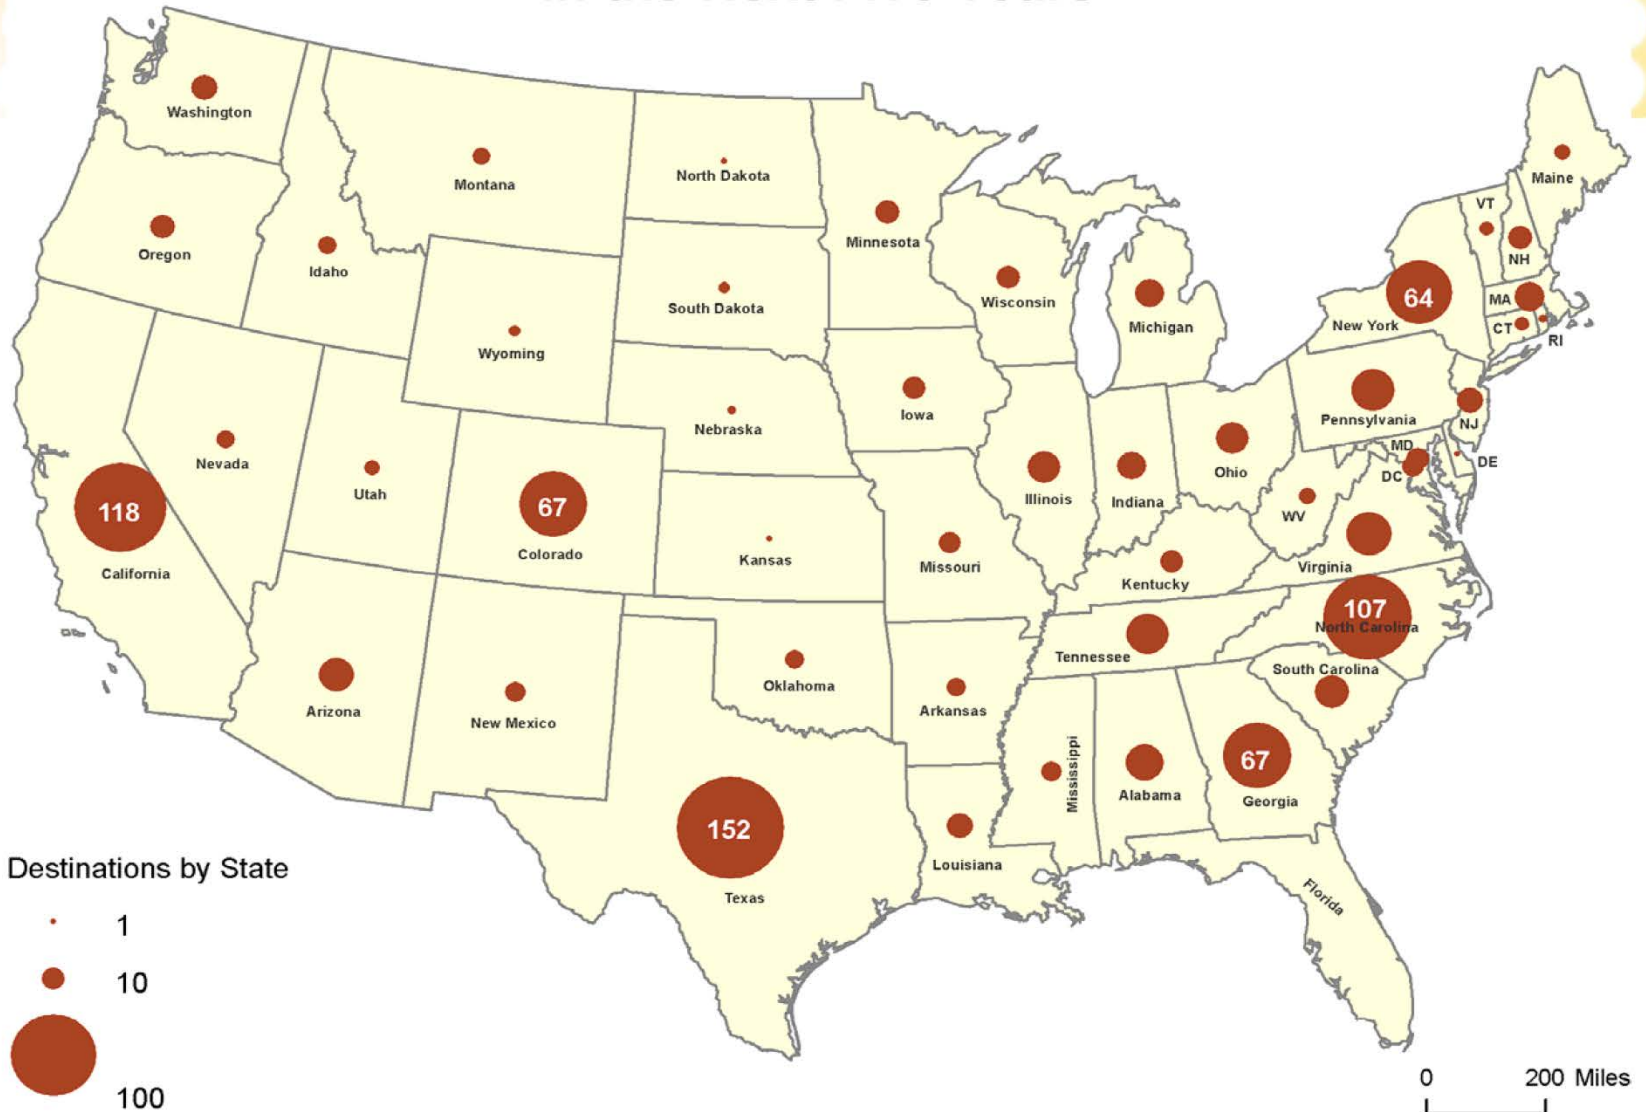 Washington
Montana
North Dakota
Minnesota
Maine
VT
NH
Oregon
Idaho
South Dakota
Wisconsin
Michigan
64
New York
MA
CT
RI
Wyoming
Nebraska
Iowa
Pennsylvania
NJ
Nevada
Utah
67
Colorado
Illinois
Indiana
Ohio
MD
DC
DE
WV
118
California
Kansas
Missouri
Kentucky
Virginia
107
North Carolina
Tennessee
South Carolina
Arizona
New Mexico
Oklahoma
Arkansas
Mississippi
Alabama
67
Georgia
152
Texas
Louisiana
Florida
Destinations by State
1
10
100
0 200 Miles